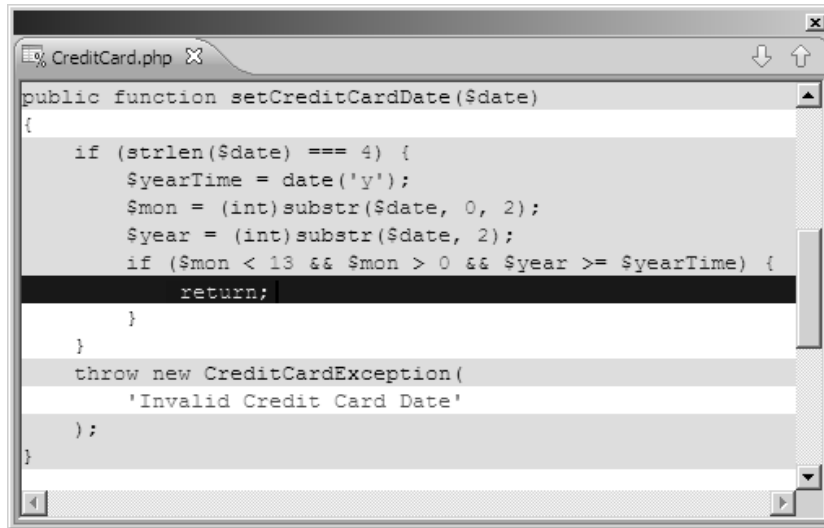 CreditCard.php
public function setCreditCardDate($date)
{
    if (strlen($date) === 4) {
        $yearTime = date('y');
        $mon = (int)substr($date, 0, 2);
        $year = (int)substr($date, 2);
        if ($mon < 13 && $mon > 0 && $year >= $yearTime) {
            return;
        }
    }
    throw new CreditCardException(
        'Invalid Credit Card Date'
    );
}